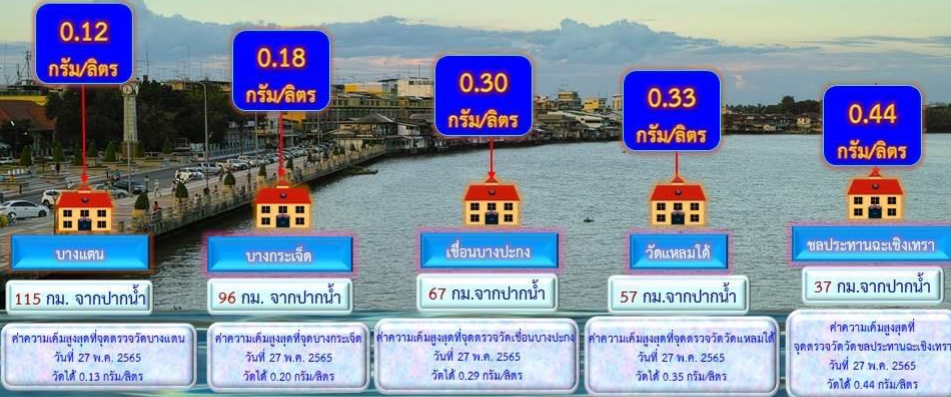 0.12
กรัม/ลิตร
บางแตน
115 กม. จากปากน้ำ
ค่าความเค็มสูงสุดที่จุดตรวจวัดบางแตน
วันที่ 27 พ.ค. 2565
วัดได้ 0.13 กรัม/ลิตร
0.18
กรัม/ลิตร
บางกระเจ็ด
96 กม. จากปากน้ำ
ค่าความเค็มสูงสุดที่จุดบางกระเจ็ด
วันที่ 27 พ.ค. 2565
วัดได้ 0.20 กรัม/ลิตร
0.30
กรัม/ลิตร
เขื่อนบางปะกง
67 กม.จากปากน้ำ
ค่าความเค็มสูงสุดที่จุดตรวจวัดเขื่อนบางปะกง
วันที่ 27 พ.ค. 2565
วัดได้ 0.29 กรัม/ลิตร
0.33
กรัม/ลิตร
วัดแหลมใต้
57 กม.จากปากน้ำ
ค่าความเค็มสูงสุดที่จุดตรวจวัดวัดแหลมใต้
วันที่ 27 พ.ค. 2565
วัดได้ 0.35 กรัม/ลิตร
0.44
กรัม/ลิตร
ชลประทานฉะเชิงเทรา
37 กม.จากปากน้ำ
ค่าความเค็มสูงสุดที่
จุดตรวจวัดวัดชลประทานฉะเชิงเทรา
วันที่ 27 พ.ค. 2565
วัดได้ 0.44 กรัม/ลิตร